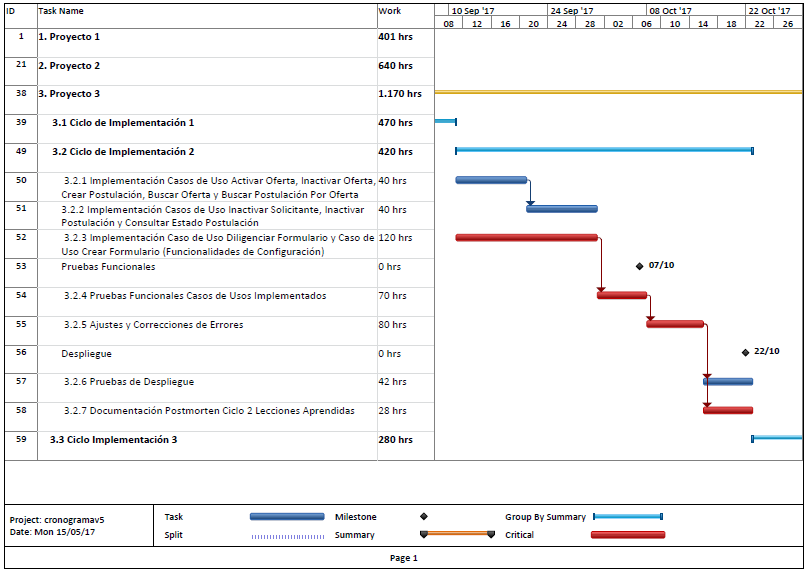 ID Task Name Work 10 Sep '17 24 Sep '17 08 Oct '17 22 Oct '17
08 12 16 20 24 28 02 06 10 14 18 22 26
1 1. Proyecto 1 401 hrs
21 2. Proyecto 2 640 hrs
38 3. Proyecto 3 1.170 hrs
39 3.1 Ciclo de Implementación 1 470 hrs
49 3.2 Ciclo de Implementación 2 420 hrs
50 3.2.1 Implementación Casos de Uso Activar Oferta, Inactivar Oferta, 40 hrs
Crear Postulación, Buscar Oferta y Buscar Postulación Por Oferta
51 3.2.2 Implementación Casos de Uso Inactivar Solicitante, Inactivar 40 hrs
Postulación y Consultar Estado Postulación
52 3.2.3 Implementación Caso de Uso Diligenciar Formulario y Caso de 120 hrs
Uso Crear Formulario (Funcionalidades de Configuración)
53 Pruebas Funcionales 0 hrs 07/10
54 3.2.4 Pruebas Funcionales Casos de Usos Implementados 70 hrs
55 3.2.5 Ajustes y Correcciones de Errores 80 hrs
56 Despliegue 0 hrs 22/10
57 3.2.6 Pruebas de Despliegue 42 hrs
58 3.2.7 Documentación Postmorten Ciclo 2 Lecciones Aprendidas 28 hrs
59 3.3 Ciclo Implementación 3 280 hrs
Project: cronogramav5
Date: Mon 15/05/17
Task Milestone Group By Summary
Split Summary Critical
Page 1